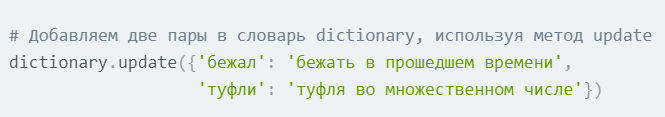 # Добавляем две пары в словарь dictionary, используя метод update
dictionary.update({'бежал': 'бежать в прошедшем времени',
'туфли': 'туфля во множественном числе'})